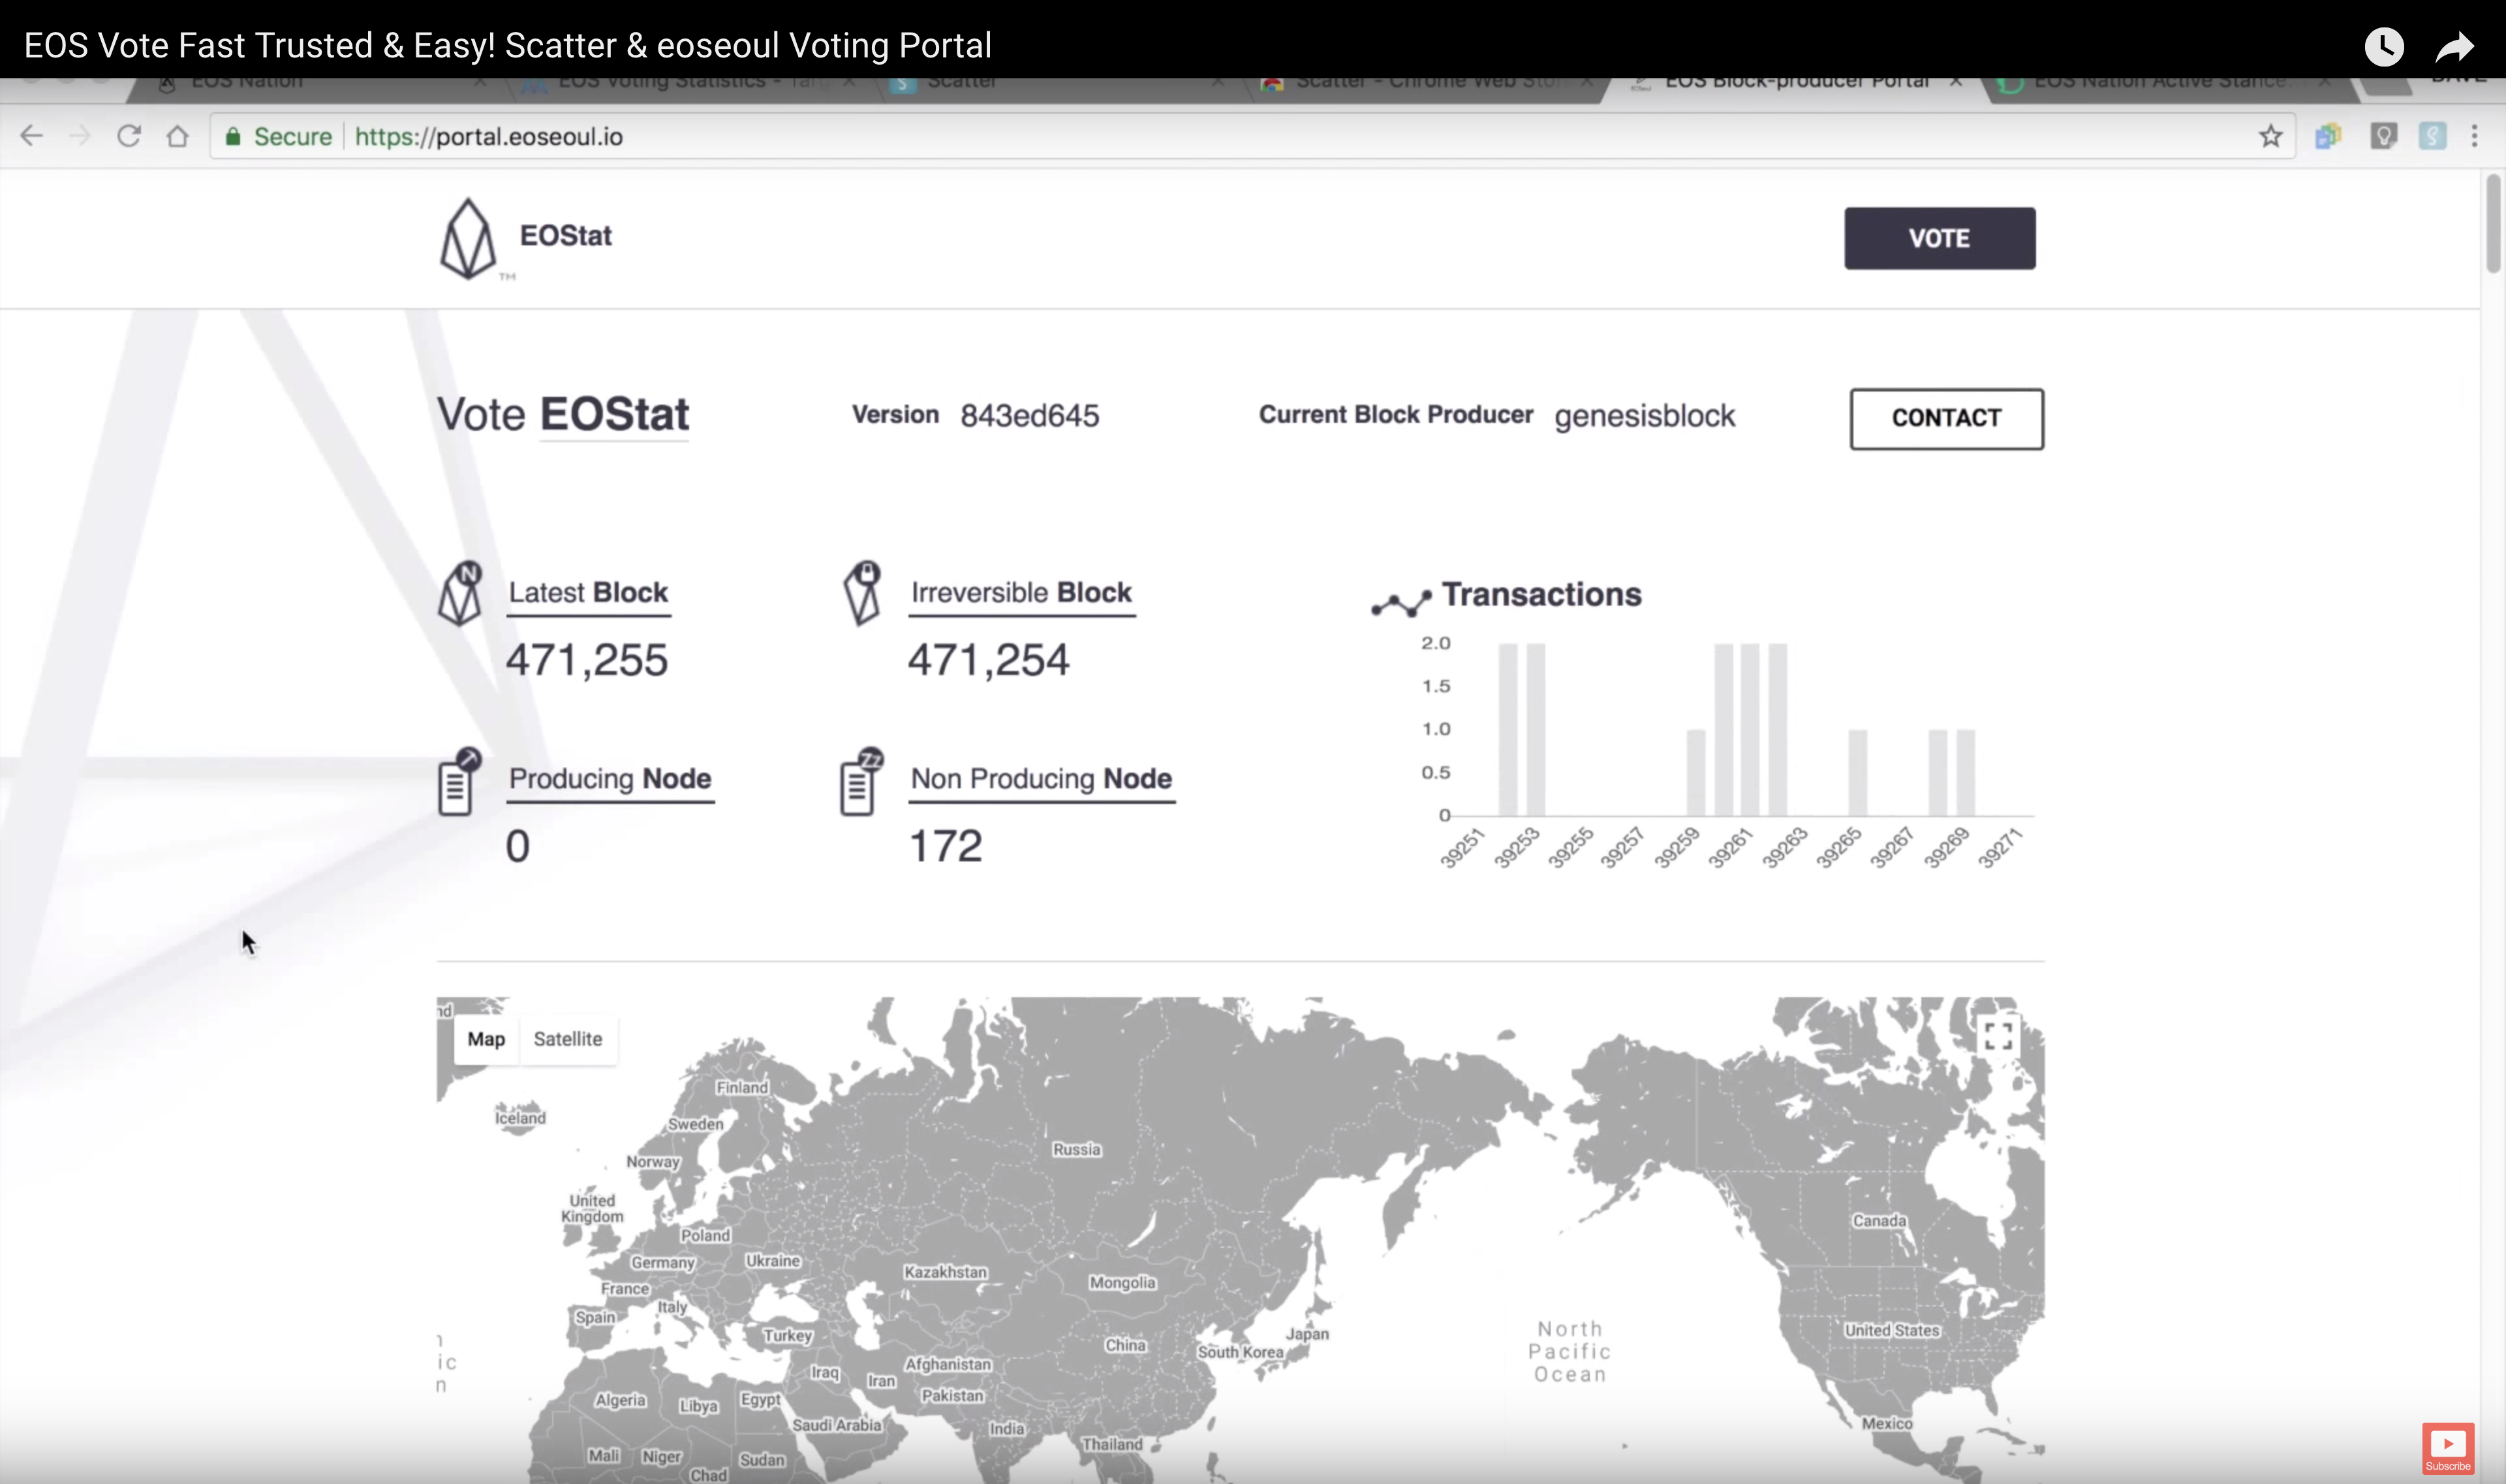 EOS Vote Fast Trusted & Easy! Scatter & eoseoul Voting Portal
EOS Nation
EOS Voting Statistics -
Scatter
Scatter - Chrome Web
EOS Block-producer Portal
EOS Nation Active Stance
DAVE
Secure
https://portal.eoseoul.io
EOStat
TM
VOTE
Vote EOStat
Version 843ed645
Current Block Producer genesisblock
CONTACT
N
Latest Block
471,255
Irreversible Block
471,254
Transactions
2.0
1.5
1.0
0.5
0
39251
39253
39255
39257
39259
39261
39263
39265
39267
39269
39271
Producing Node
0
Zz
Non Producing Node
172
nd
Map
Satellite
Finland
Iceland
Sweden
Russia
Norway
United
Kingdom
Canada
Poland
Germany
Ukraine
Kazakhstan
Mongolia
France
Italy
Spain
Turkey
Japan
China
South Korea
North
Pacific
Ocean
United States
ic
n
Iraq
Afghanistan
Iran
Pakistan
Algeria
Libya
Egypt
Saudi Arabia
India
Mexico
Thailand
Mali
Niger
Sudan
Chad
Subscribe